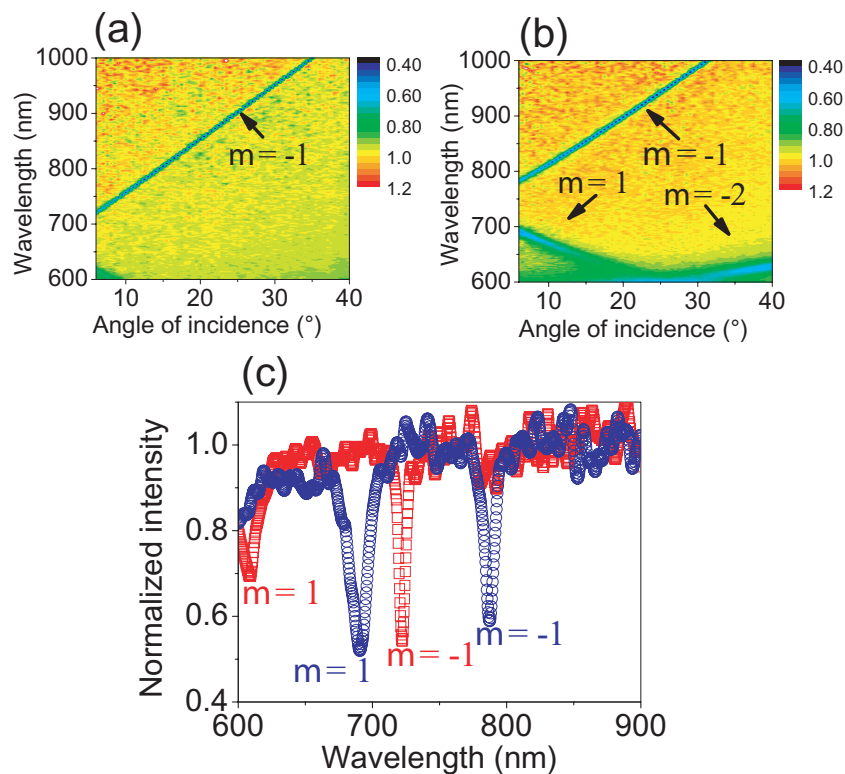 (a)
1000
900
800
700
600
Wavelength (nm)
10
20
30
40
Angle of incidence (°)
m = -1
0.40
0.60
0.80
1.0
1.2
(b)
1000
900
800
700
600
Wavelength (nm)
10
20
30
40
Angle of incidence (°)
m = -1
m = 1
m = -2
0.40
0.60
0.80
1.0
1.2
(c)
1.0
0.8
0.6
0.4
Normalized intensity
m = 1
m = 1
m = -1
m = -1
600
700
800
900
Wavelength (nm)